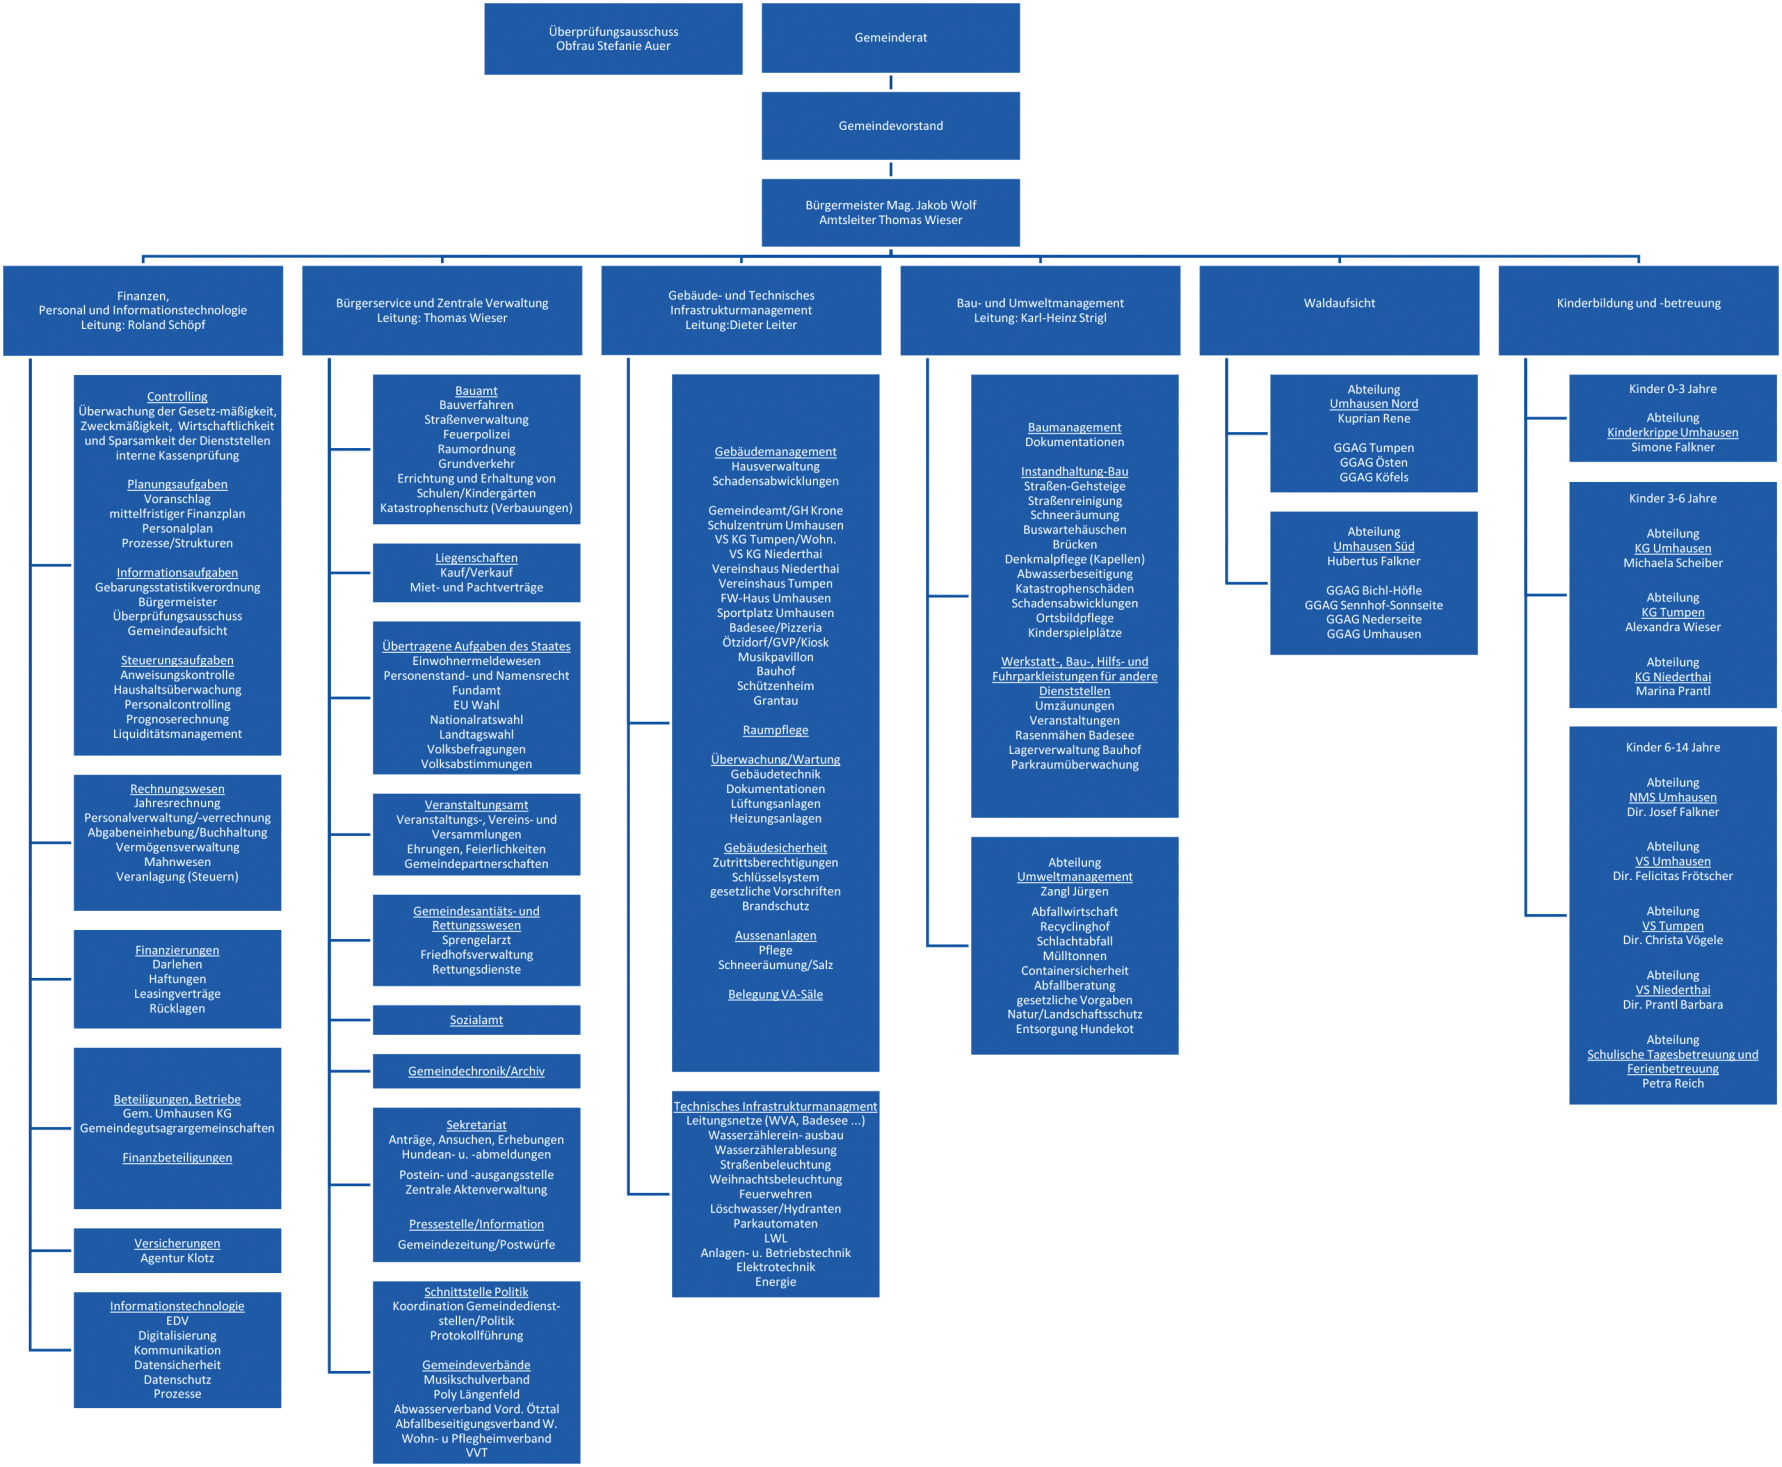 Überprüfungsausschuss
Obfrau Stefanie Auer
Gemeinderat
Gemeindevorstand
Bürgermeister Mag. Jakob Wolf
Amtsleiter Thomas Wieser
Finanzen,
Personal und Informationstechnologie
Leitung: Roland Schöpf
Controlling
Überwachung der Gesetz-mäßigkeit,
Zweckmäßigkeit, Wirtschaftlichkeit
und Sparsamkeit der Dienststellen
interne Kassenprüfung
Planungsaufgaben
Voranschlag
mittelfristiger Finanzplan
Personalplan
Prozesse/Strukturen
Informationsaufgaben
Gebarungsstatistikverordnung
Bürgermeister
Überprüfungsausschuss
Gemeindeaufsicht
Steuerungsaufgaben
Anweisungskontrolle
Haushaltsüberwachung
Personalcontrolling
Prognoserechnung
Liquiditätsmanagement
Rechnungswesen
Jahresrechnung
Personalverwaltung/-verrechnung
Abgabeneinhebung/Buchhaltung
Vermögensverwaltung
Mahnwesen
Veranlagung (Steuern)
Finanzierungen
Darlehen
Haftungen
Leasingverträge
Rücklagen
Beteiligungen, Betriebe
Gem. Umhausen KG
Gemeindegutsagrargemeinschaften
Finanzbeteiligungen
Versicherungen
Agentur Klotz
Informationstechnologie
EDV
Digitalisierung
Kommunikation
Datensicherheit
Datenschutz
Prozesse
Bürgerservice und Zentrale Verwaltung
Leitung: Thomas Wieser
Bauamt
Bauverfahren
Straßenverwaltung
Feuerpolizei
Raumordnung
Grundverkehr
Errichtung und Erhaltung von
Schulen/Kindergärten
Katastrophenschutz (Verbauungen)
Liegenschaften
Kauf/Verkauf
Miet- und Pachtverträge
Übertragene Aufgaben des Staates
Einwohnermeldewesen
Personenstand- und Namensrecht
Fundamt
EU Wahl
Nationalratswahl
Landtagswahl
Volksbefragungen
Volksabstimmungen
Veranstaltungsamt
Veranstaltungs-, Vereins- und
Versammlungen
Ehrungen, Feierlichkeiten
Gemeindepartnerschaften
Gemeindesantiäts- und
Rettungsswesen
Sprengelarzt
Friedhofsverwaltung
Rettungsdienste
Sozialamt
Gemeindechronik/Archiv
Sekretariat
Anträge, Ansuchen, Erhebungen
Hundean- u. -abmeldungen
Postein- und -ausgangsstelle
Zentrale Aktenverwaltung
Pressestelle/Information
Gemeindezeitung/Postwürfe
Schnittstelle Politik
Koordination Gemeindedienst-
stellen/Politik
Protokollführung
Gemeindeverbände
Musikschulverband
Poly Längenfeld
Abwasserverband Vord. Ötztal
Abfallbeseitigungsverband W.
Wohn- u Pflegheimverband
VVT
Gebäude- und Technisches
Infrastrukturmanagement
Leitung:Dieter Leiter
Gebäudemanagement
Hausverwaltung
Schadensabwicklungen
Gemeindeamt/GH Krone
Schulzentrum Umhausen
VS KG Tumpen/Wohn.
VS KG Niederthai
Vereinshaus Niederthai
Vereinshaus Tumpen
FW-Haus Umhausen
Sportplatz Umhausen
Badesee/Pizzeria
Ötzidorf/GVP/Kiosk
Musikpavillon
Bauhof
Schützenheim
Grantau
Raumpflege
Überwachung/Wartung
Gebäudetechnik
Dokumentationen
Lüftungsanlagen
Heizungsanlagen
Gebäudesicherheit
Zutrittsberechtigungen
Schlüsselsystem
gesetzliche Vorschriften
Brandschutz
Aussenanlagen
Pflege
Schneeräumung/Salz
Belegung VA-Säle
Technisches Infrastrukturmanagment
Leitungsnetze (WVA, Badesee ...)
Wasserzählerein- ausbau
Wasserzählerablesung
Straßenbeleuchtung
Weihnachtsbeleuchtung
Feuerwehren
Löschwasser/Hydranten
Parkautomaten
LWL
Anlagen- u. Betriebstechnik
Elektrotechnik
Energie
Bau- und Umweltmanagement
Leitung: Karl-Heinz Strigl
Baumanagement
Dokumentationen
Instandhaltung-Bau
Straßen-Gehsteige
Straßenreinigung
Schneeräumung
Buswartehäuschen
Brücken
Denkmalpflege (Kapellen)
Abwasserbeseitigung
Katastrophenschäden
Schadensabwicklungen
Ortsbildpflege
Kinderspielplätze
Werkstatt-, Bau-, Hilfs- und
Fuhrparkleistungen für andere
Dienststellen
Umzäunungen
Veranstaltungen
Rasenmähen Badesee
Lagerverwaltung Bauhof
Parkraumüberwachung
Abteilung
Umweltmanagement
Zangl Jürgen
Abfallwirtschaft
Recyclinghof
Schlachtabfall
Mülltonnen
Containersicherheit
Abfallberatung
gesetzliche Vorgaben
Natur/Landschaftsschutz
Entsorgung Hundekot
Waldaufsicht
Abteilung
Umhausen Nord
Kuprian Rene
GGAG Tumpen
GGAG Östen
GGAG Köfels
Abteilung
Umhausen Süd
Hubertus Falkner
GGAG Bichl-Höfle
GGAG Sennhof-Sonnseite
GGAG Nederseite
GGAG Umhausen
Kinderbildung und -betreuung
Kinder 0-3 Jahre
Abteilung
Kinderkrippe Umhausen
Simone Falkner
Kinder 3-6 Jahre
Abteilung
KG Umhausen
Michaela Scheiber
Abteilung
KG Tumpen
Alexandra Wieser
Abteilung
KG Niederthai
Marina Prantl
Kinder 6-14 Jahre
Abteilung
NMS Umhausen
Dir. Josef Falkner
Abteilung
VS Umhausen
Dir. Felicitas Frötscher
Abteilung
VS Tumpen
Dir. Christa Vögele
Abteilung
VS Niederthai
Dir. Prantl Barbara
Abteilung
Schulische Tagesbetreuung und
Ferienbetreuung
Petra Reich